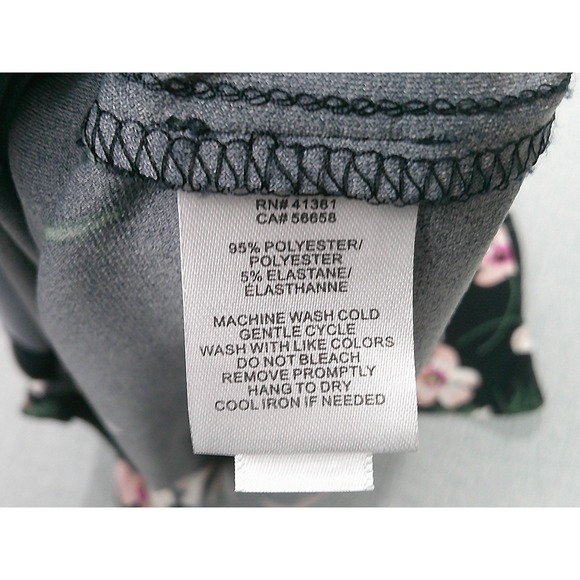 RN# 41381
CA# 56658
95% POLYESTER/
POLYESTER
5% ELASTANE/
ÉLASTHANNE
MACHINE WASH COLD
GENTLE CYCLE
WASH WITH LIKE COLORS
DO NOT BLEACH
REMOVE PROMPTLY
HANG TO DRY
COOL IRON IF NEEDED